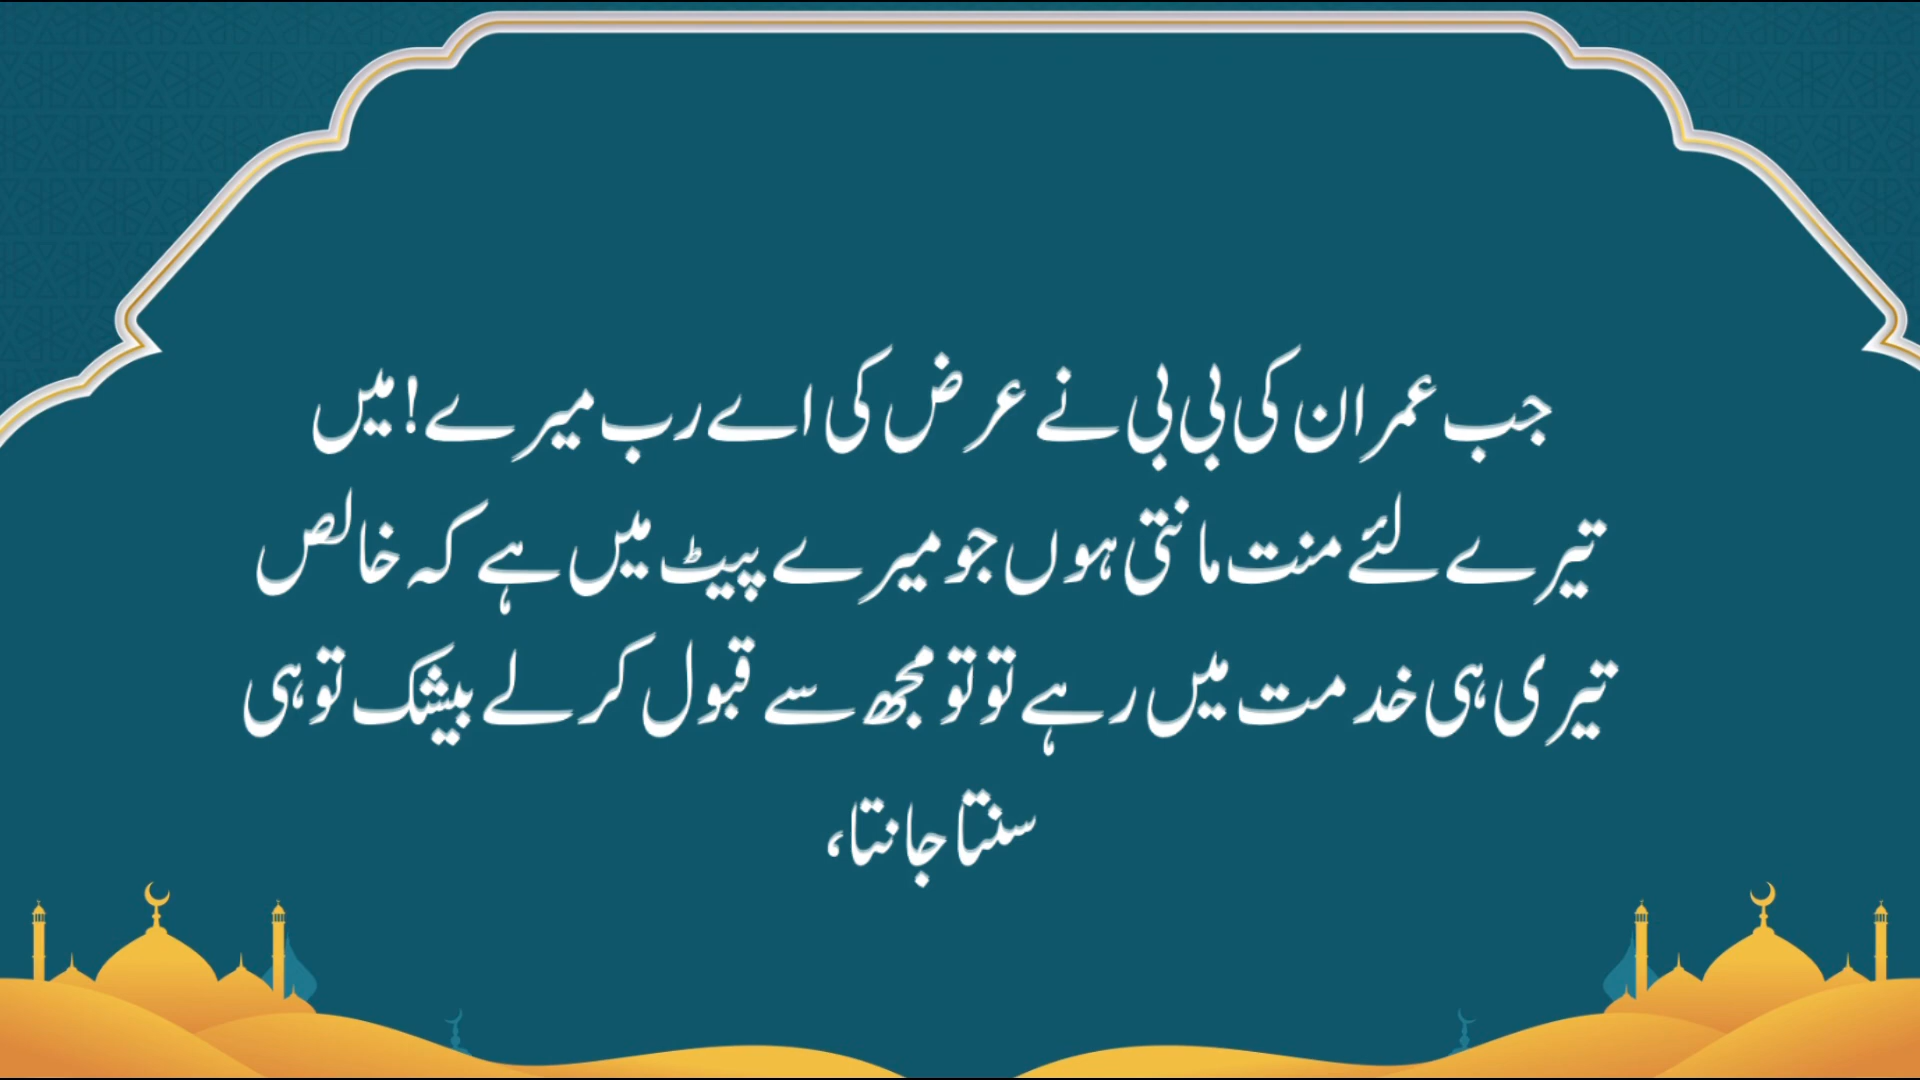 جب عمران کی بی بی نے عرض کی اے رب میرے! میں
تیرے لئے منت مانتی ہوں جو میرے پیٹ میں ہے کہ خالص
تیری ہی خدمت میں رہے تو تو مجھ سے قبول کر لے بیشک تو ہی
سنتا جانتا،